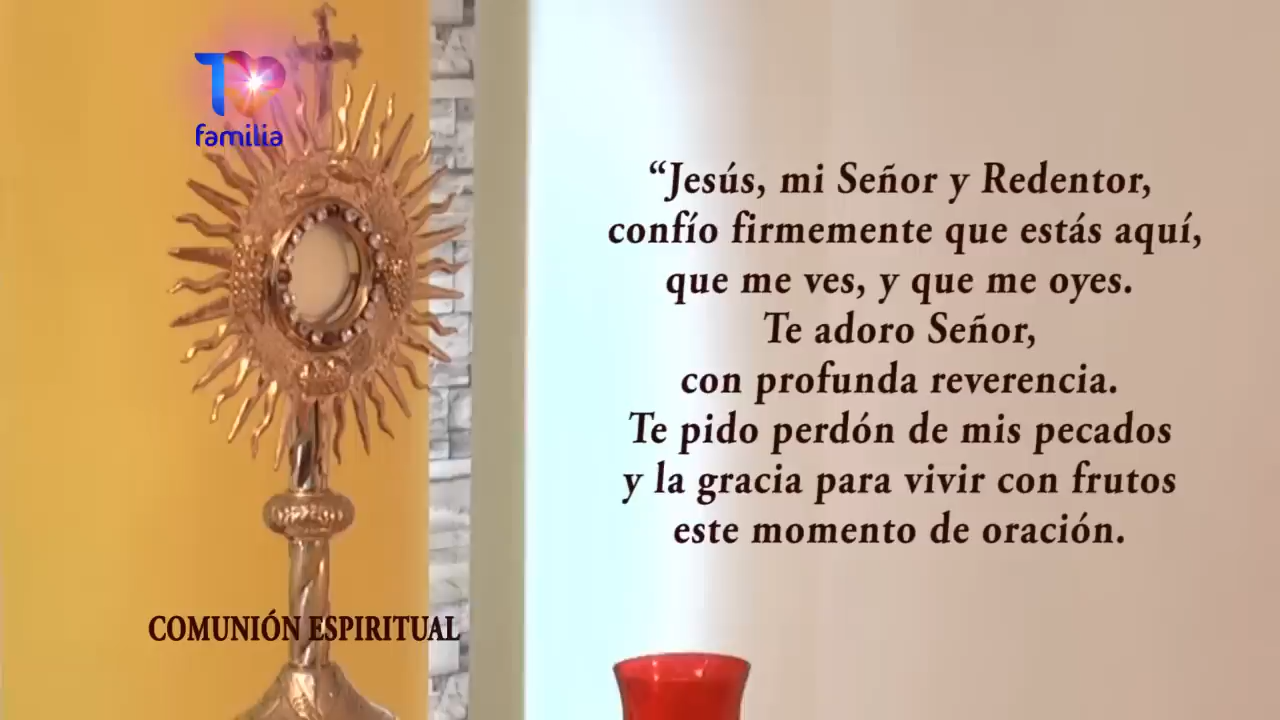 familia
“Jesús, mi Señor y Redentor,
confío firmemente que estás aquí,
que me ves, y que me oyes.
Te adoro Señor,
con profunda reverencia.
Te pido perdón de mis pecados
y la gracia para vivir con frutos
este momento de oración.
COMUNIÓN ESPIRITUAL